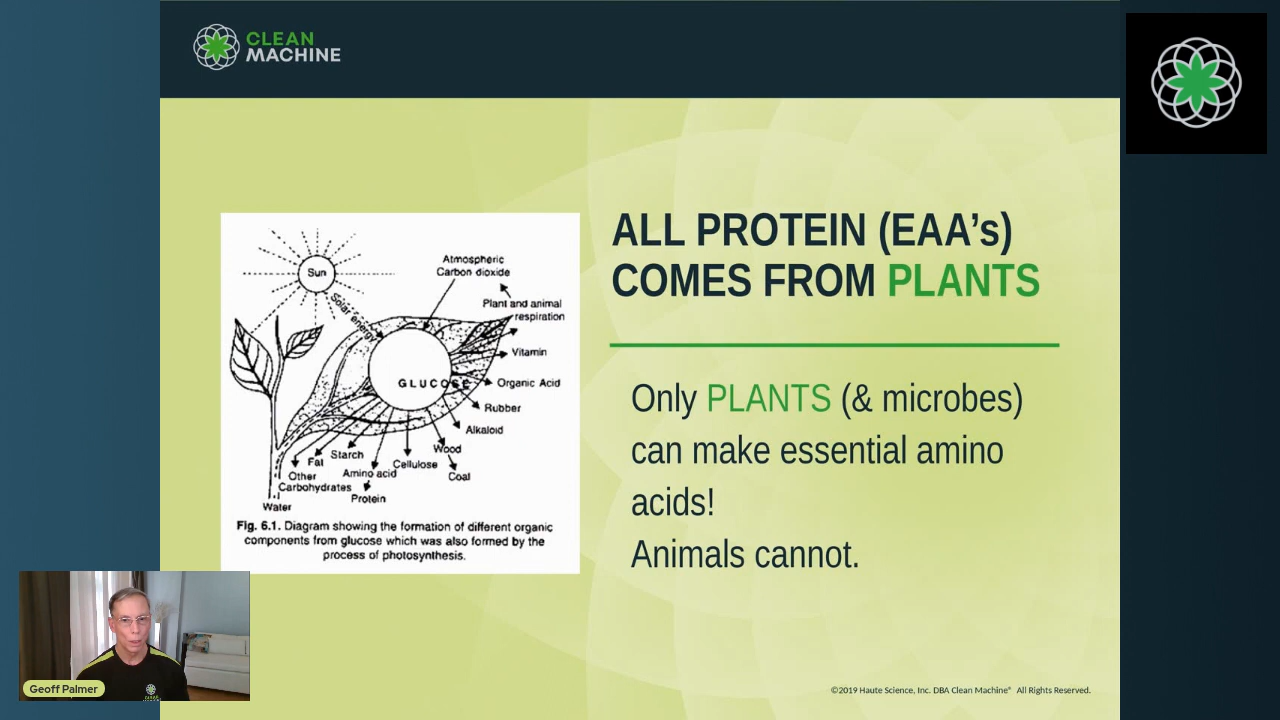 CLEAN
MACHINE
ALL PROTEIN (EAA’s)
COMES FROM PLANTS
Only PLANTS (& microbes)
can make essential amino
acids!
Animals cannot.
Sun
Solar energy
Atmospheric
Carbon dioxide
Plant and animal
respiration
Vitamin
GLUCOSE
Organic Acid
Rubber
Alkaloid
Wood
Coal
Cellulose
Starch
Amino acid
Protein
Fat
Other
Carbohydrates
Water
Fig. 6.1. Diagram showing the formation of different organic
components from glucose which was also formed by the
process of photosynthesis.
Geoff Palmer
CLEAN
©2019 Haute Science, Inc. DBA Clean Machine® All Rights Reserved.